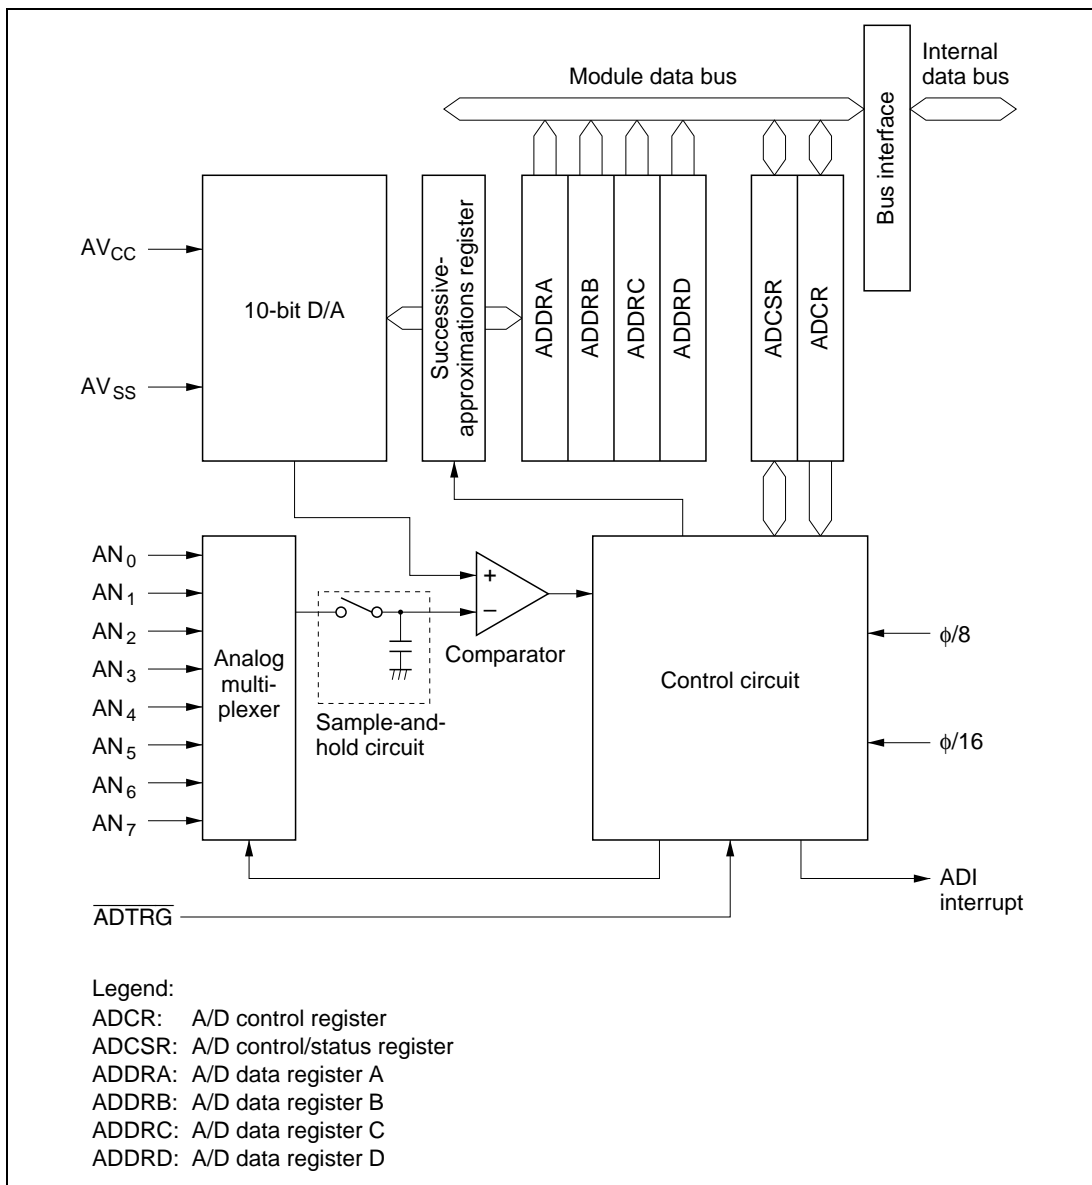 Module data bus
Internal
data bus
Bus interface
AVCC
AVSS
10-bit D/A
Successive-
approximations register
ADDRA
ADDRB
ADDRC
ADDRD
ADCSR
ADCR
AN0
AN1
AN2
AN3
AN4
AN5
AN6
AN7
Analog
multi-
plexer
Sample-and-
hold circuit
+
−
Comparator
Control circuit
ϕ/8
ϕ/16
ADI
interrupt
ADTRG
Legend:
ADCR: A/D control register
ADCSR: A/D control/status register
ADDRA: A/D data register A
ADDRB: A/D data register B
ADDRC: A/D data register C
ADDRD: A/D data register D